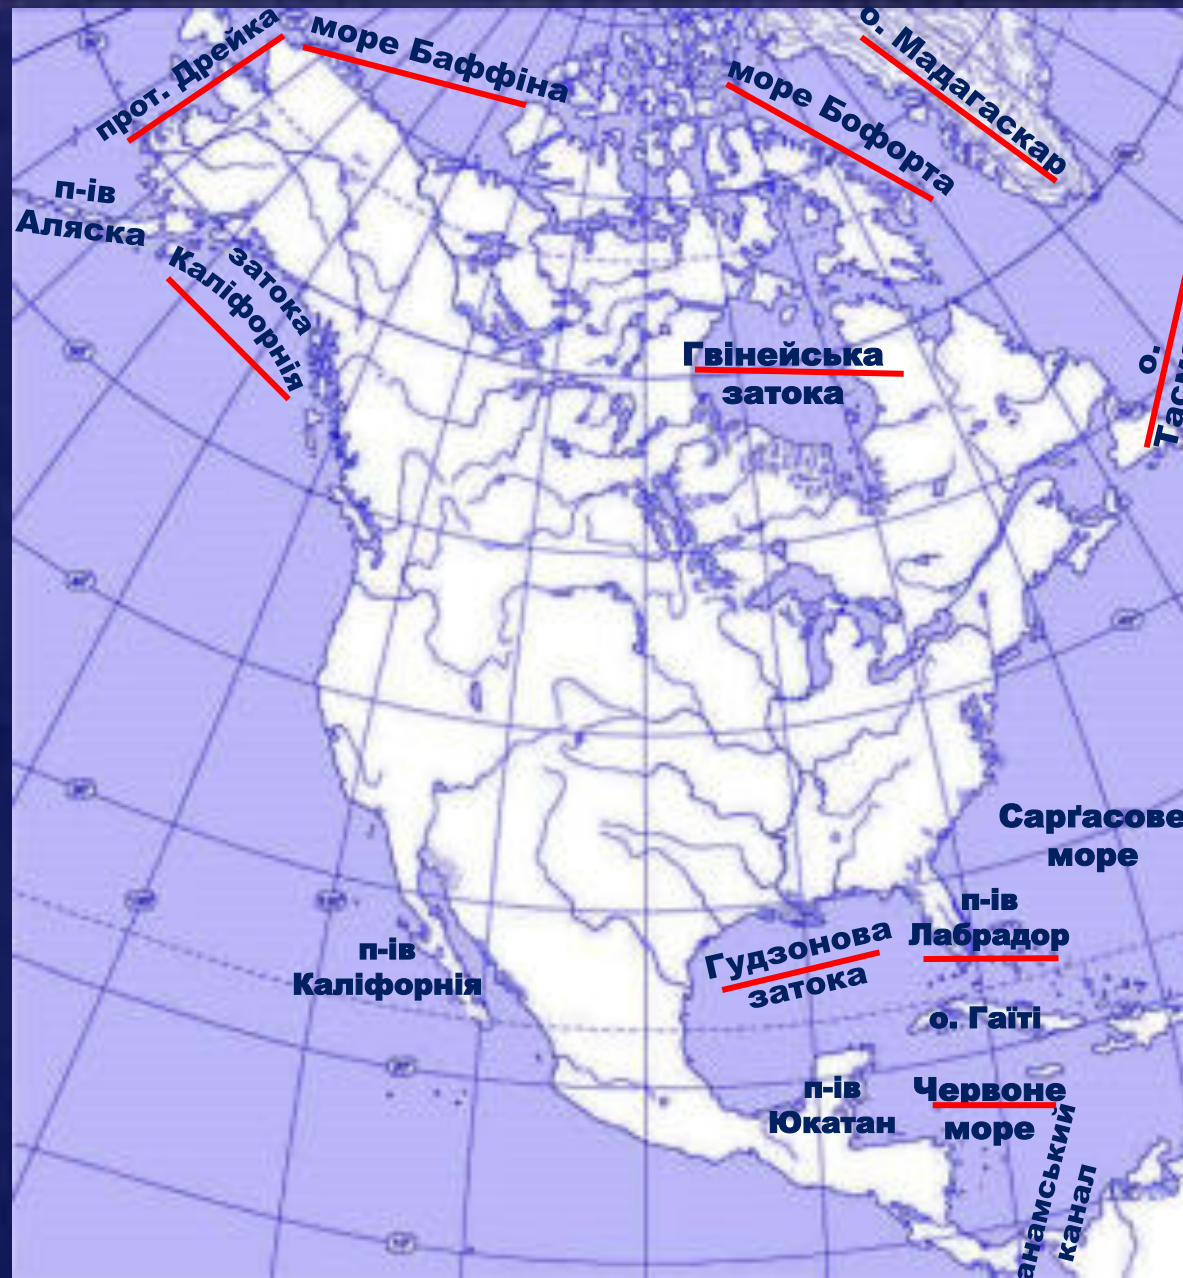 прот. Дрейка
море Баффіна
о. Мадагаскар
море Бофорта
п-ів
Аляска
затока
Каліфорнія
Гвінейська
затока
о.
Сарґасове
море
п-ів
Лабрадор
п-ів
Каліфорнія
Гудзонова
затока
о. Гаїті
п-ів
Юкатан
Червоне
море
анамський
канал